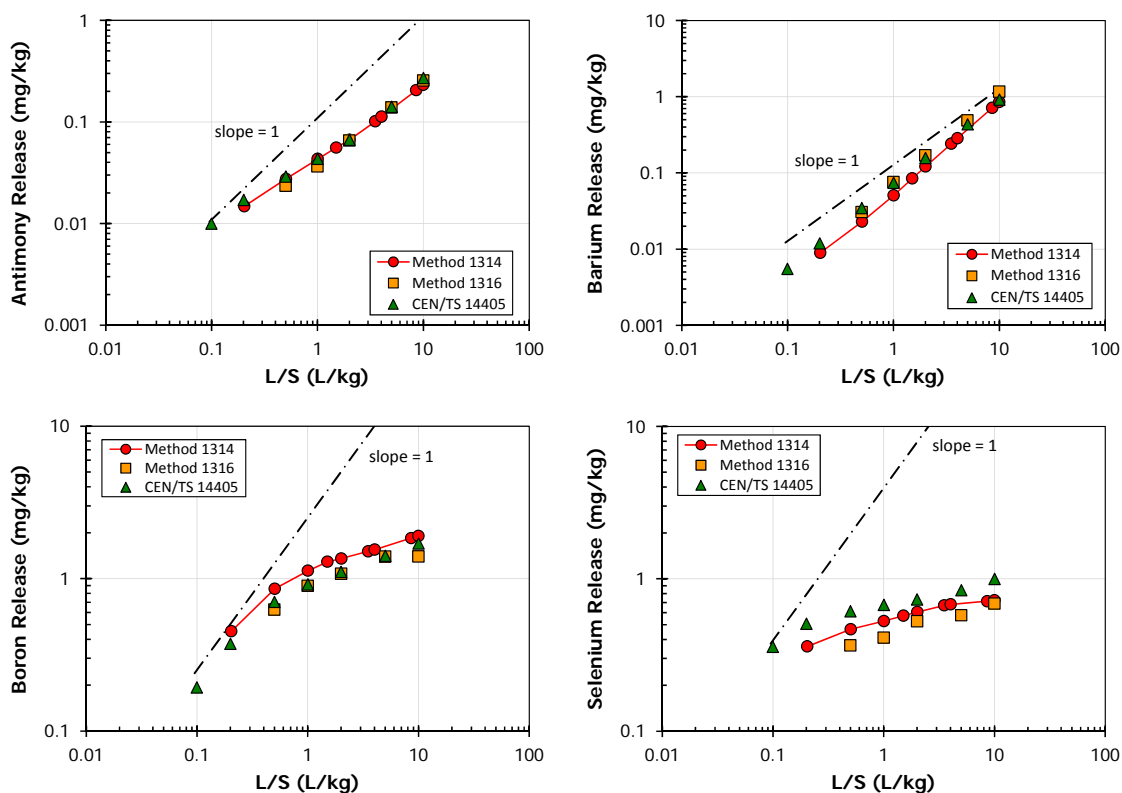 Antimony Release (mg/kg)
1
0.1
0.01
0.001
slope = 1
Method 1314
Method 1316
CEN/TS 14405
0.01 0.1 1 10 100
L/S (L/kg)
Barium Release (mg/kg)
10
1
0.1
0.01
0.001
slope = 1
Method 1314
Method 1316
CEN/TS 14405
0.01 0.1 1 10 100
L/S (L/kg)
Boron Release (mg/kg)
10
1
0.1
Method 1314
Method 1316
CEN/TS 14405
slope = 1
0.01 0.1 1 10 100
L/S (L/kg)
Selenium Release (mg/kg)
10
1
0.1
Method 1314
Method 1316
CEN/TS 14405
slope = 1
0.01 0.1 1 10 100
L/S (L/kg)